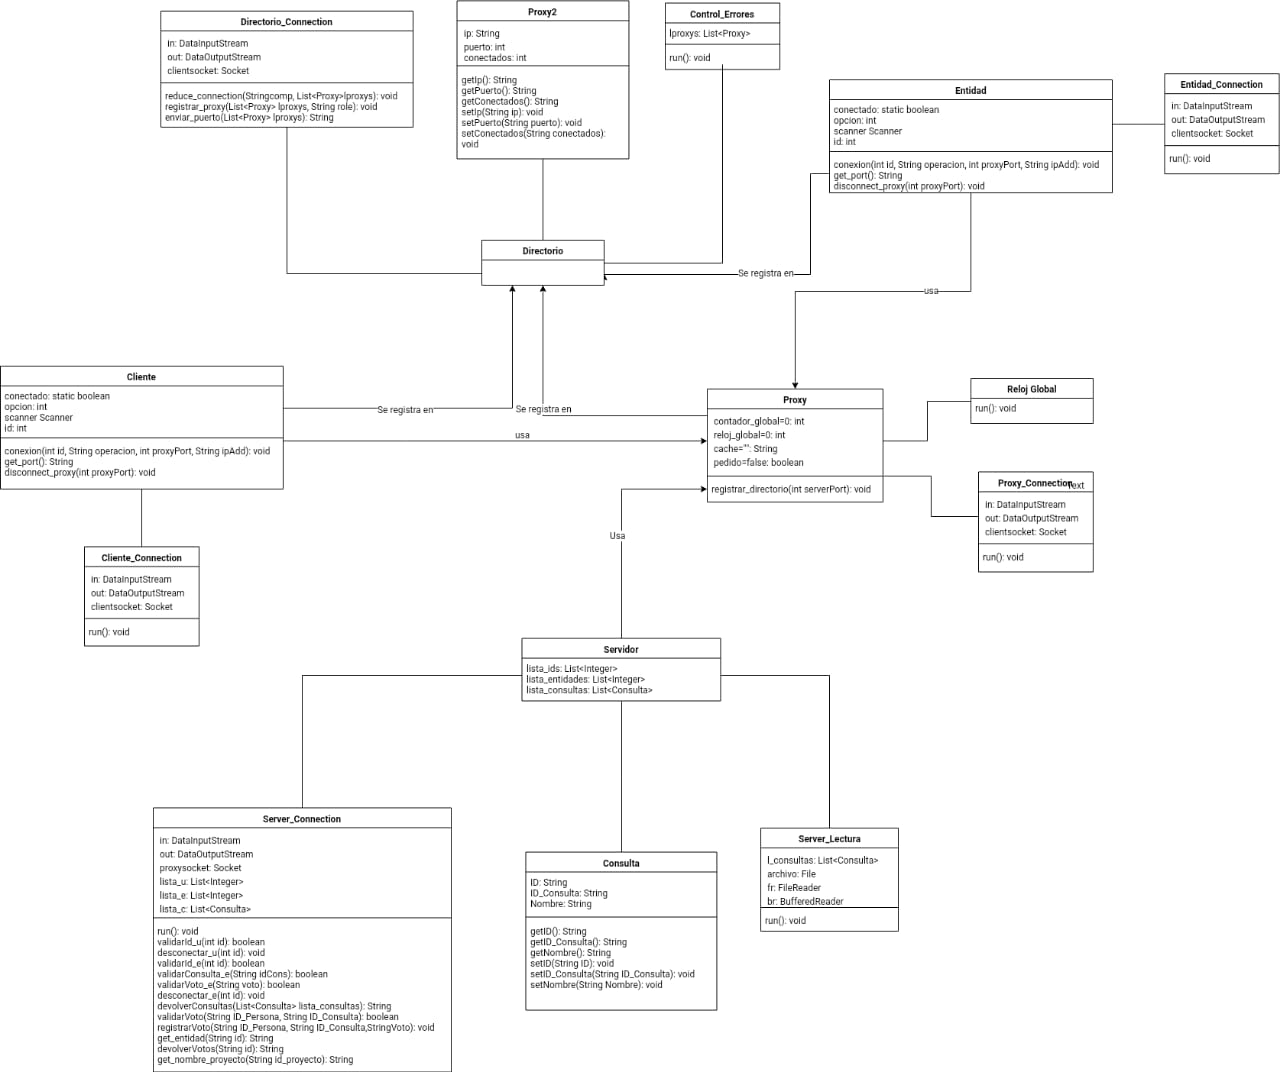 Directorio_Connection
in: DataInputStream
out: DataOutputStream
clientsocket: Socket
reduce_connection(Stringcomp, List<Proxy>lproxys): void
registrar_proxy(List<Proxy> lproxys, String role): void
enviar_puerto(List<Proxy> lproxys): String
Proxy2
ip: String
puerto: int
conectados: int
getIp(): String
getPuerto(): String
getConectados(): String
setIp(String ip): void
setPuerto(String puerto): void
setConectados(String conectados):
void
Control_Errores
lproxys: List<Proxy>
run(): void
Entidad
conectado: static boolean
opcion: int
scanner Scanner
id: int
conexion(int id, String operacion, int proxyPort, String ipAdd): void
get_port(): String
disconnect_proxy(int proxyPort): void
Entidad_Connection
in: DataInputStream
out: DataOutputStream
clientsocket: Socket
run(): void
Directorio
Se registra en
usa
Cliente
conectado: static boolean
opcion: int
scanner Scanner
id: int
conexion(int id, String operacion, int proxyPort, String ipAdd): void
get_port(): String
disconnect_proxy(int proxyPort): void
Se registra en
Se registra en
usa
Proxy
contador_global=0: int
reloj_global=0: int
cache="": String
pedido=false: boolean
registrar_directorio(int serverPort): void
Reloj Global
run(): void
Proxy_Connection
Text
in: DataInputStream
out: DataOutputStream
clientsocket: Socket
run(): void
Cliente_Connection
in: DataInputStream
out: DataOutputStream
clientsocket: Socket
run(): void
Usa
Servidor
lista_ids: List<Integer>
lista_entidades: List<Integer>
lista_consultas: List<Consulta>
Server_Connection
in: DataInputStream
out: DataOutputStream
proxysocket: Socket
lista_u: List<Integer>
lista_e: List<Integer>
lista_c: List<Consulta>
run(): void
validarId_u(int id): boolean
desconectar_u(int id): void
validarId_e(int id): boolean
validarConsulta_e(String idCons): boolean
validarVoto_e(String voto): boolean
desconectar_e(int id): void
devolverConsultas(List<Consulta> lista_consultas): String
validarVoto(String ID_Persona, String ID_Consulta): boolean
registrarVoto(String ID_Persona, String ID_Consulta,StringVoto): void
get_entidad(String id): String
devolverVotos(String id): String
get_nombre_proyecto(String id_proyecto): String
Consulta
ID: String
ID_Consulta: String
Nombre: String
getID(): String
getID_Consulta(): String
getNombre(): String
setID(String ID): void
setID_Consulta(String ID_Consulta): void
setNombre(String Nombre): void
Server_Lectura
l_consultas: List<Consulta>
archivo: File
fr: FileReader
br: BufferedReader
run(): void